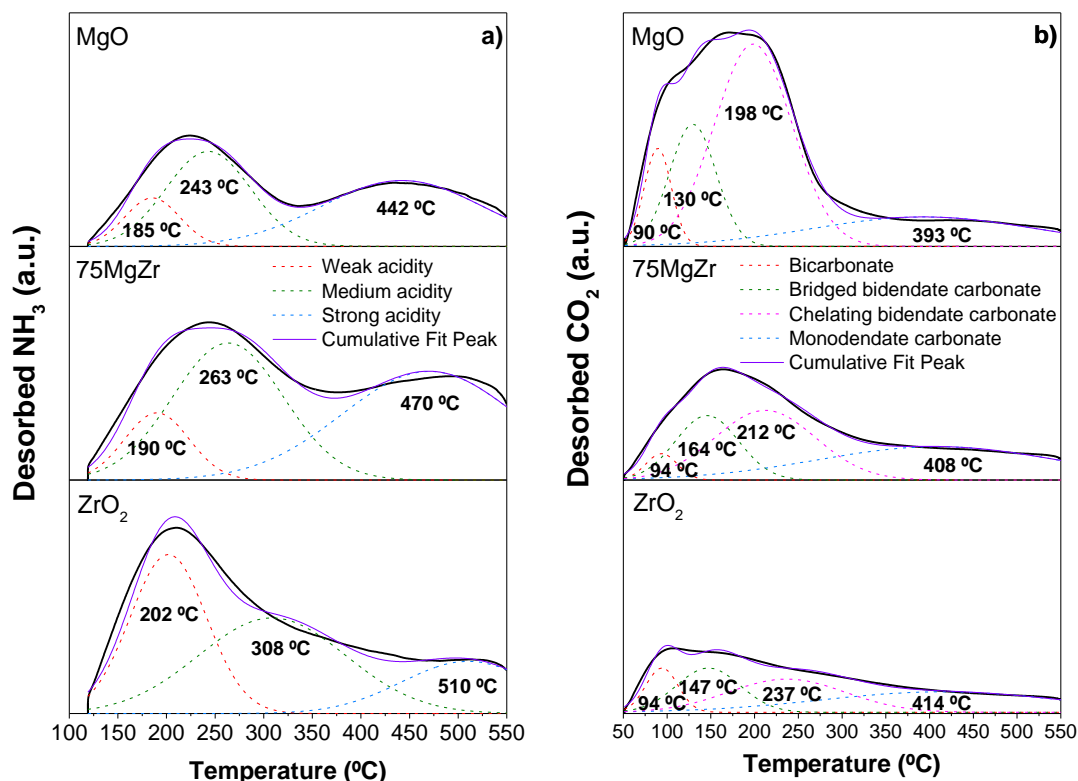 MgO
a)
185 ºC
243 ºC
442 ºC
75MgZr
Weak acidity
Medium acidity
Strong acidity
Cumulative Fit Peak
190 ºC
263 ºC
470 ºC
ZrO2
202 ºC
308 ºC
510 ºC
Desorbed NH3 (a.u.)
100 150 200 250 300 350 400 450 500 550
Temperature (ºC)
b)
MgO
90 ºC
130 ºC
198 ºC
393 ºC
75MgZr
Bicarbonate
Bridged bidendate carbonate
Chelating bidendate carbonate
Monodendate carbonate
Cumulative Fit Peak
94 ºC
164 ºC
212 ºC
408 ºC
ZrO2
94 ºC
147 ºC
237 ºC
414 ºC
Desorbed CO2 (a.u.)
50 100 150 200 250 300 350 400 450 500 550
Temperature (ºC)